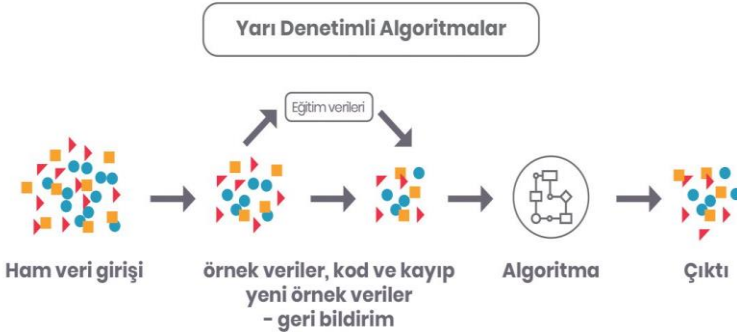 Yarı Denetimli Algoritmalar
Eğitim verileri
Ham veri girişi
örnek veriler, kod ve kayıp
yeni örnek veriler
- geri bildirim
Algoritma
Çıktı